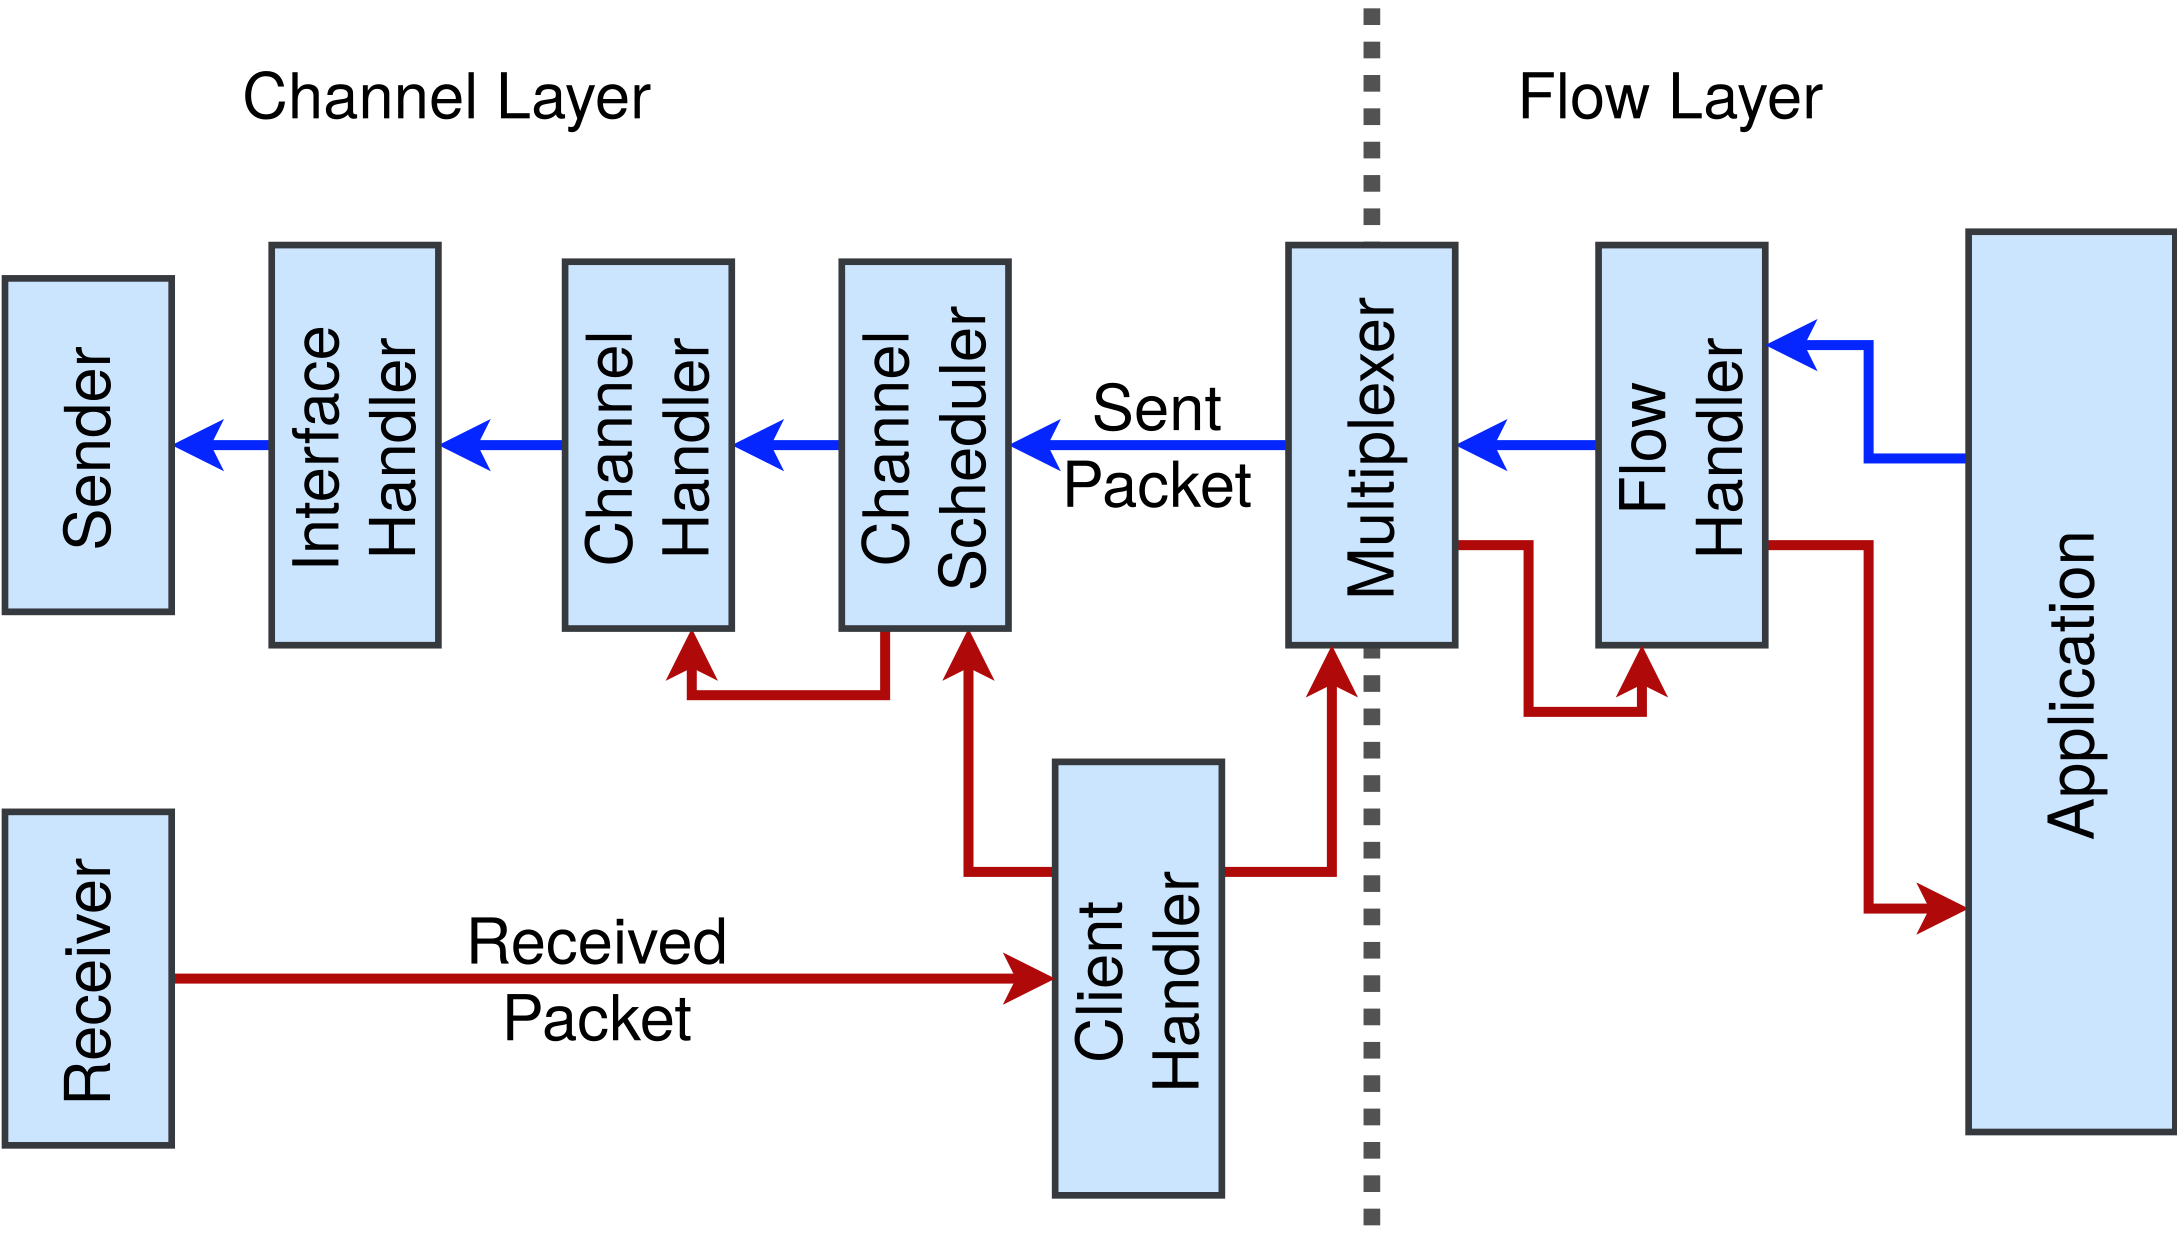 Channel Layer
Flow Layer
Sender
Interface
Handler
Channel
Handler
Channel
Scheduler
Sent
Packet
Multiplexer
Flow
Handler
Application
Receiver
Received
Packet
Client
Handler